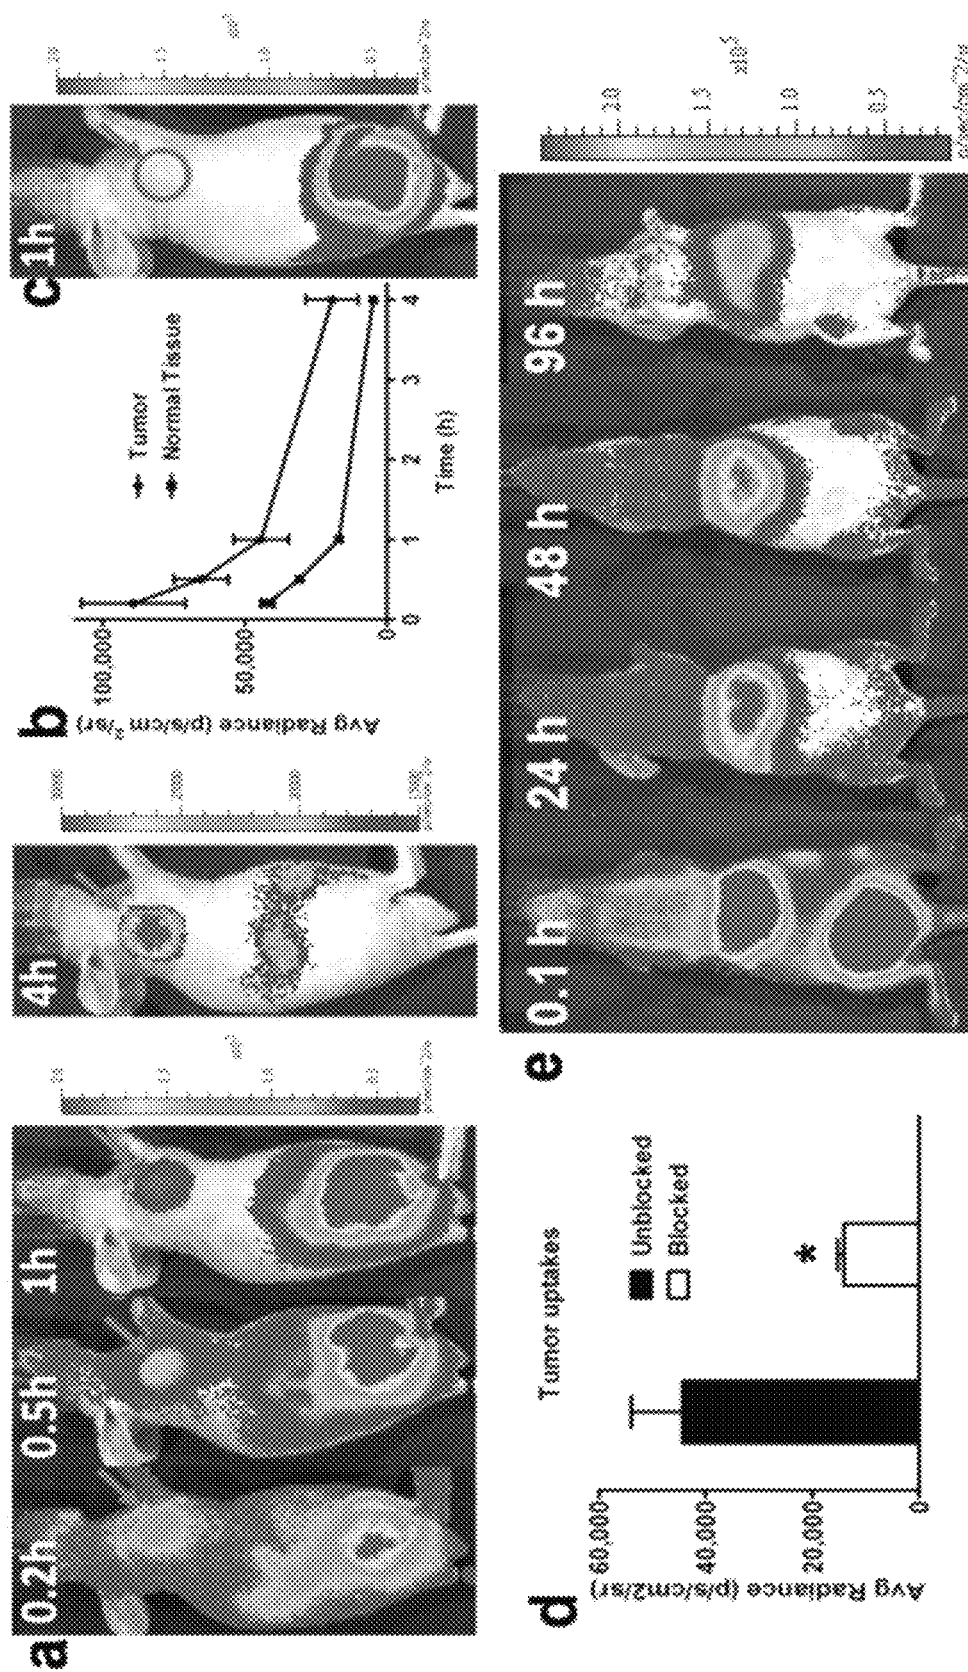 a
0.2h
0.5h
1h
4h
b
Avg Radiance (p/s/cm²/sr)
100,000
50,000
0
Tumor
Normal Tissue
0
1
2
3
4
Time (h)
c
1h
d
Avg Radiance (p/s/cm2/sr)
60,000
40,000
20,000
0
Tumor uptakes
Unblocked
Blocked
*
e
0.1 h
24 h
48 h
96 h
2.0
1.5
1.0
0.5
x10⁵